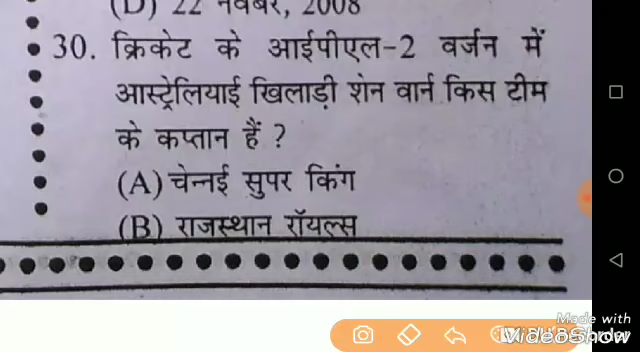 (D) 22 नवंबर, 2008
30. क्रिकेट के आईपीएल-2 वर्जन में
आस्ट्रेलियाई खिलाड़ी शेन वार्न किस टीम
के कप्तान हैं ?
(A) चेन्नई सुपर किंग
(B) राजस्थान रॉयल्स
Made with
VideoShow